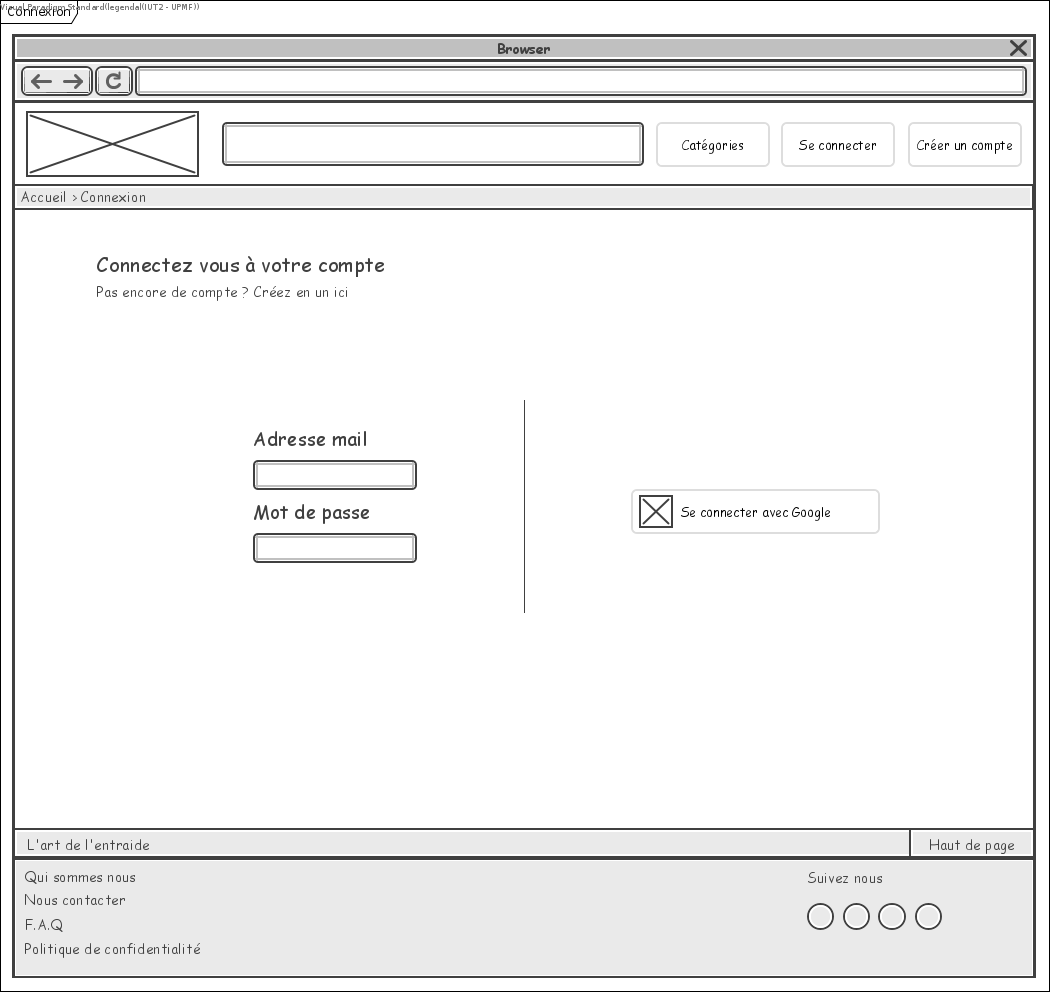 Visual Paradigm Standard(legendal(IUT2 - UPMF))
Connexion
Browser
Catégories
Se connecter
Créer un compte
Accueil > Connexion
Connectez vous à votre compte
Pas encore de compte ? Créez en un ici
Adresse mail
Mot de passe
Se connecter avec Google
L'art de l'entraide
Haut de page
Qui sommes nous
Nous contacter
F.A.Q
Politique de confidentialité
Suivez nous